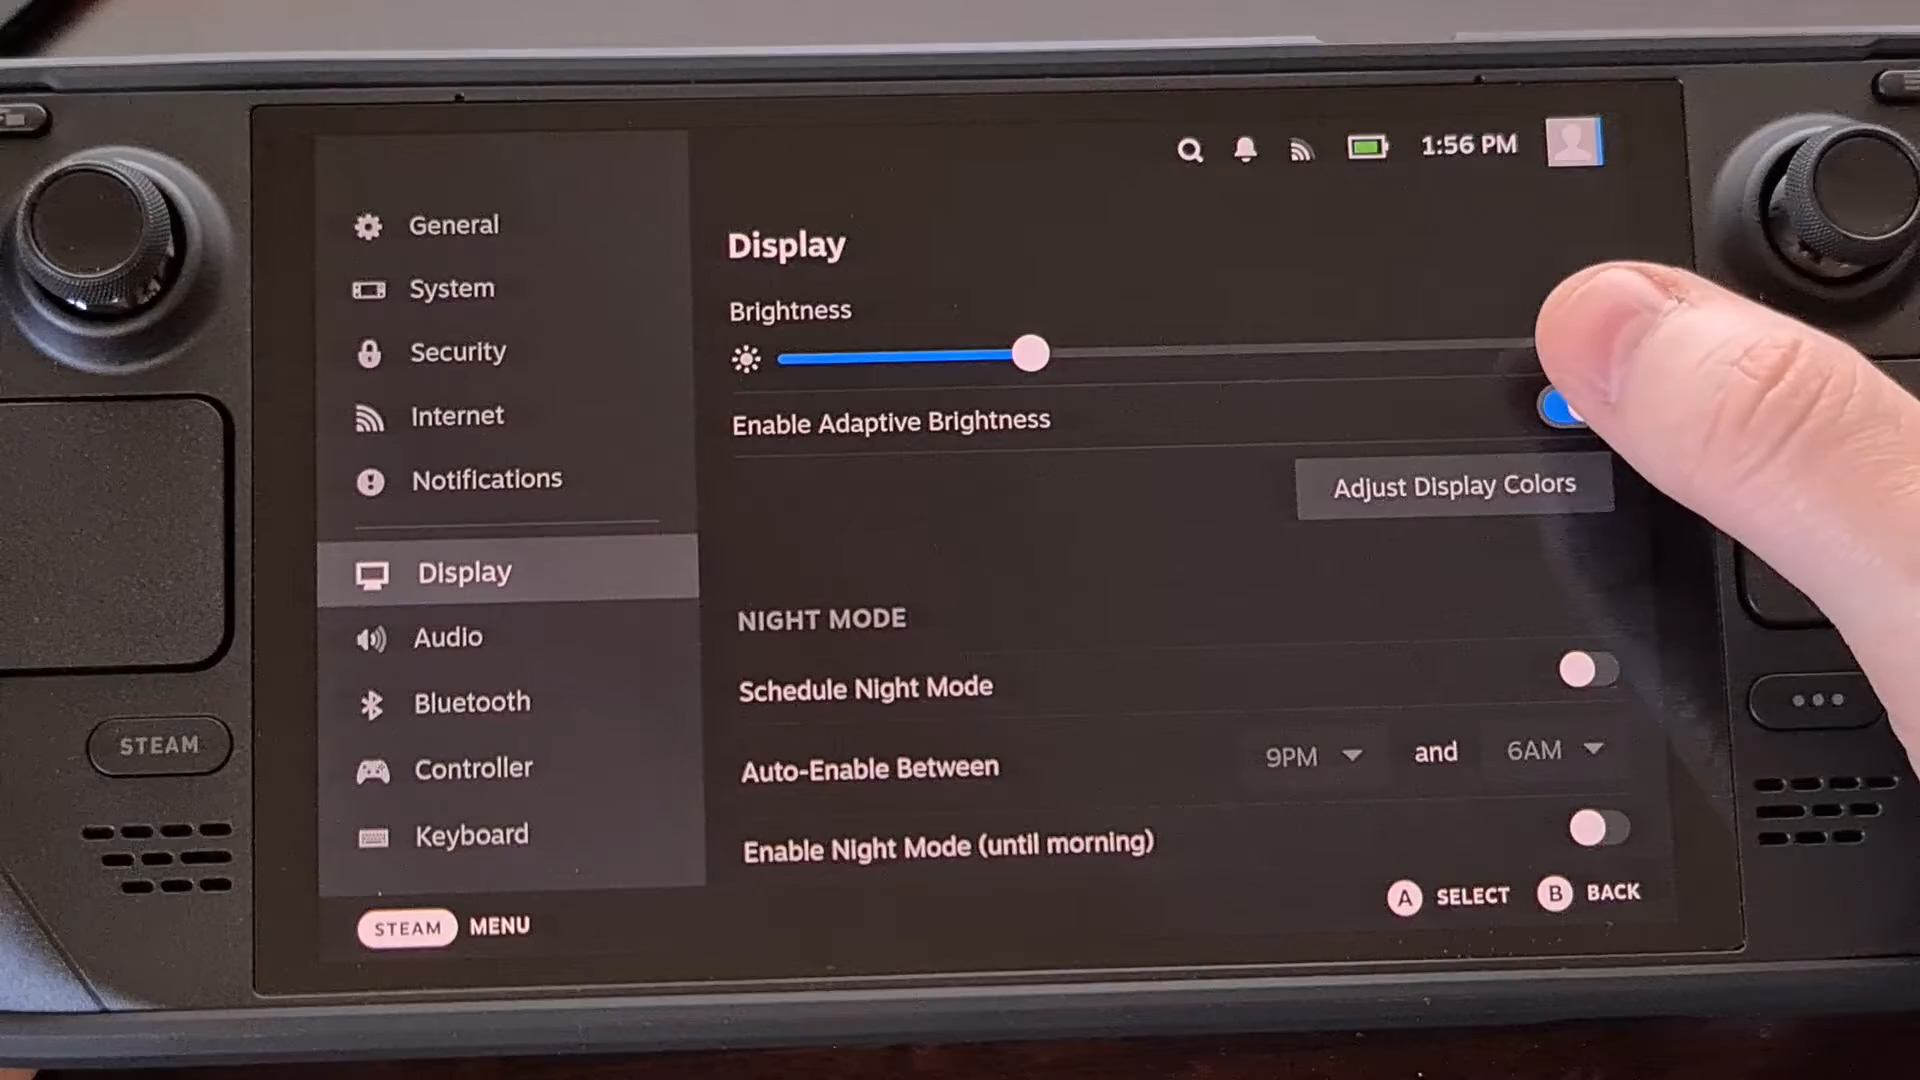 1:56 PM
General
System
Security
Internet
Notifications
Display
Audio
Bluetooth
Controller
Keyboard
STEAM MENU
Display
Brightness
Enable Adaptive Brightness
Adjust Display Colors
NIGHT MODE
Schedule Night Mode
Auto-Enable Between 9PM and 6AM
Enable Night Mode (until morning)
A SELECT B BACK
STEAM